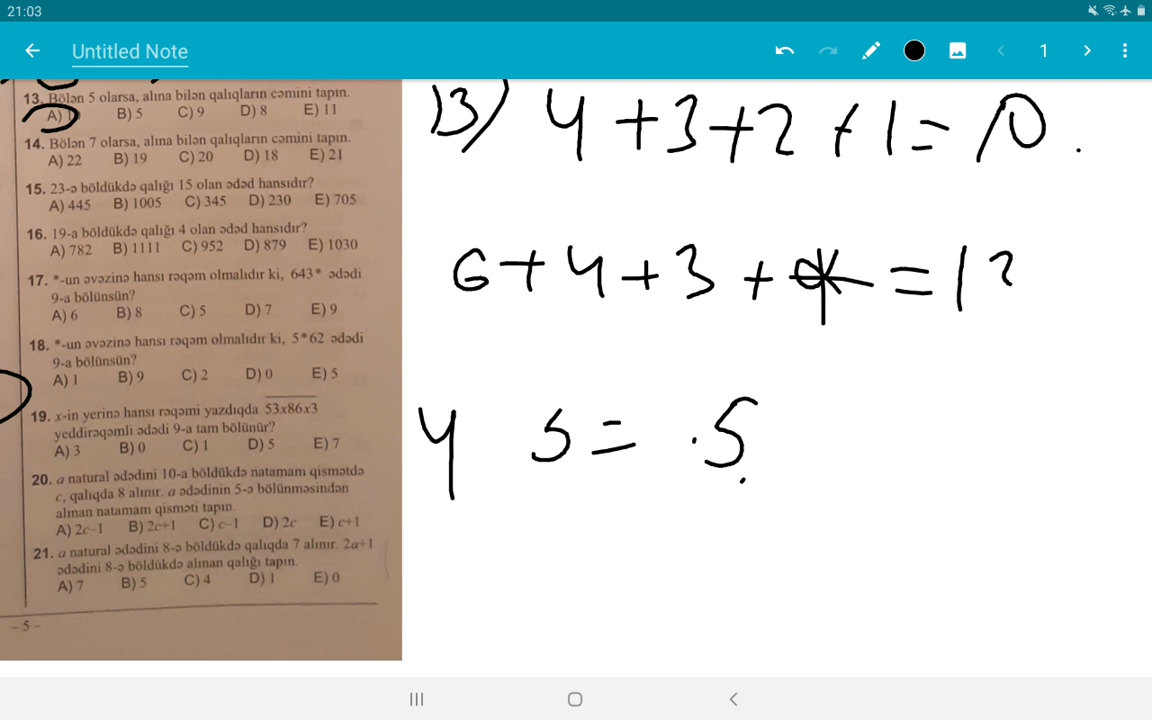 21:03
Untitled Note
1
13. Bölən 5 olarsa, alına bilən qalıqların cəmini tapın.
A) B) 5 C) 9 D) 8 E) 11
14. Bölən 7 olarsa, alına bilən qalıqların cəmini tapın.
A) 22 B) 19 C) 20 D) 18 E) 21
15. 23-ə böldükdə qalığı 15 olan ədəd hansıdır?
A) 445 B) 1005 C) 345 D) 230 E) 705
16. 19-a böldükdə qalığı 4 olan ədəd hansıdır?
A) 782 B) 1111 C) 952 D) 879 E) 1030
17. *-un əvəzinə hansı rəqəm olmalıdır ki, 643* ədədi
9-a bölünsün?
A) 6 B) 8 C) 5 D) 7 E) 9
18. *-un əvəzinə hansı rəqəm olmalıdır ki, 5*62 ədədi
9-a bölünsün?
A) 1 B) 9 C) 2 D) 0 E) 5
19. x-in yerinə hansı rəqəmi yazdıqda 53x86x3
yeddirəqəmli ədədi 9-a tam bölünür?
A) 3 B) 0 C) 1 D) 5 E) 7
20. a natural ədədini 10-a böldükdə natamam qismətdə
c, qalıqda 8 alınır. a ədədinin 5-ə bölünməsindən
alınan natamam qisməti tapın.
A) 2c–1 B) 2c+1 C) c–1 D) 2c E) c+1
21. a natural ədədini 8-ə böldükdə qalıqda 7 alınır. 2a+1
ədədini 8-ə böldükdə alınan qalığı tapın.
A) 7 B) 5 C) 4 D) 1 E) 0
– 5 –
13) 4+3+2+1=10.
6+4+3+*=13
4 5= .5